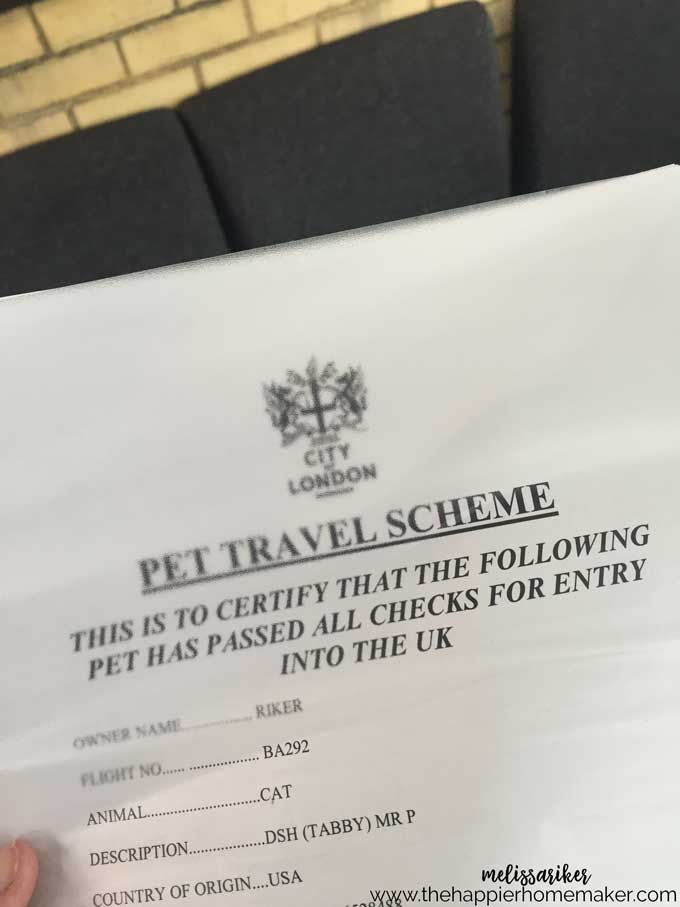 CITY
LONDON
PET TRAVEL SCHEME
THIS IS TO CERTIFY THAT THE FOLLOWING
PET HAS PASSED ALL CHECKS FOR ENTRY
INTO THE UK
OWNER NAME.................. RIKER
FLIGHT NO...... ................. BA292
ANIMAL............................CAT
DESCRIPTION...................DSH (TABBY) MR P
COUNTRY OF ORIGIN....USA
melissariker
www.thehappierhomemaker.com